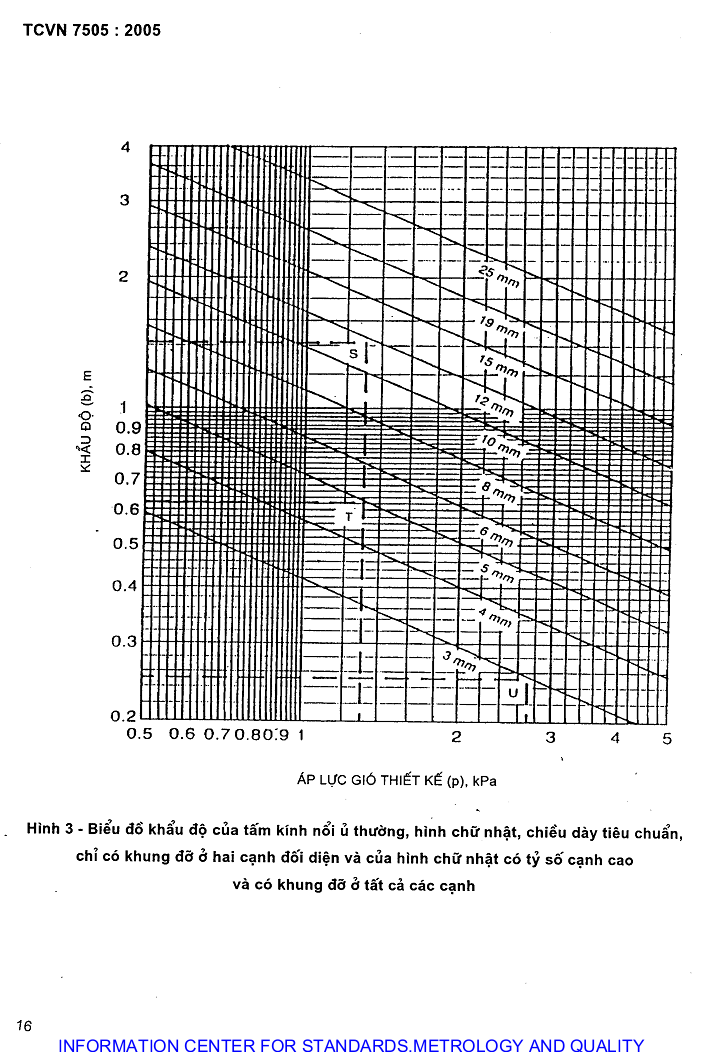 TCVN 7505 : 2005
4
3
2
1
0.9
0.8
0.7
0.6
0.5
0.4
0.3
0.2
KHẨU ĐỘ (b), m
25 mm
19 mm
15 mm
12 mm
10 mm
8 mm
6 mm
5 mm
4 mm
3 mm
S
T
U
0.5 0.6 0.7 0.8 0.9 1 2 3 4 5
ÁP LỰC GIÓ THIẾT KẾ (p), kPa
Hình 3 - Biểu đồ khẩu độ của tấm kính nổi ủ thường, hình chữ nhật, chiều dày tiêu chuẩn,
chỉ có khung đỡ ở hai cạnh đối diện và của hình chữ nhật có tỷ số cạnh cao
và có khung đỡ ở tất cả các cạnh
16
INFORMATION CENTER FOR STANDARDS,METROLOGY AND QUALITY